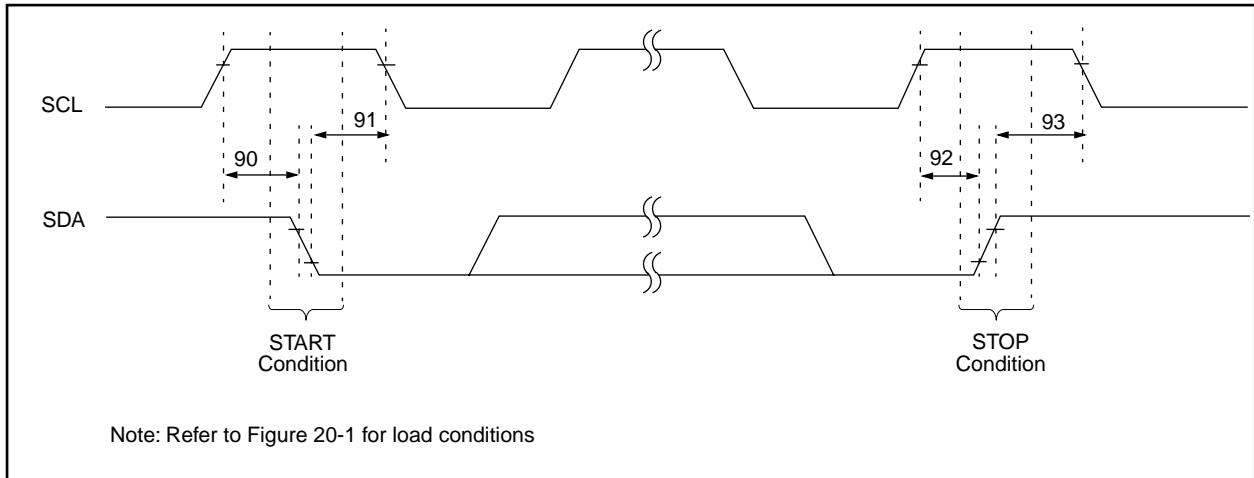 SCL
91
93
90
92
SDA
START
Condition
STOP
Condition
Note: Refer to Figure 20-1 for load conditions